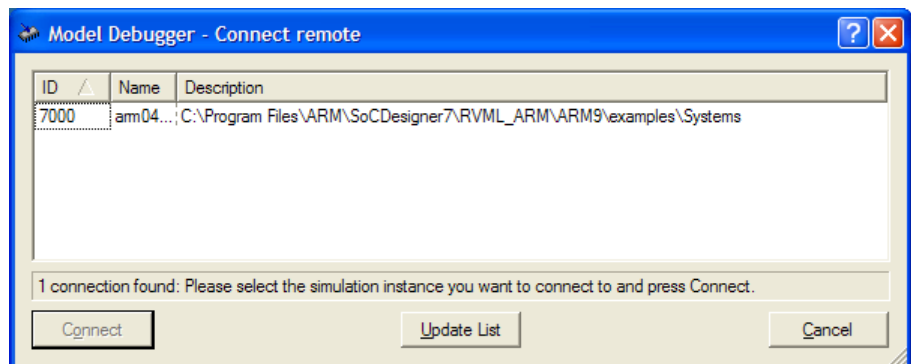 Model Debugger - Connect remote
ID Name Description
7000 arm04... C:\Program Files\ARM\SoCDesigner7\RVML_ARM\ARM9\examples\Systems
1 connection found: Please select the simulation instance you want to connect to and press Connect.
Connect Update List Cancel